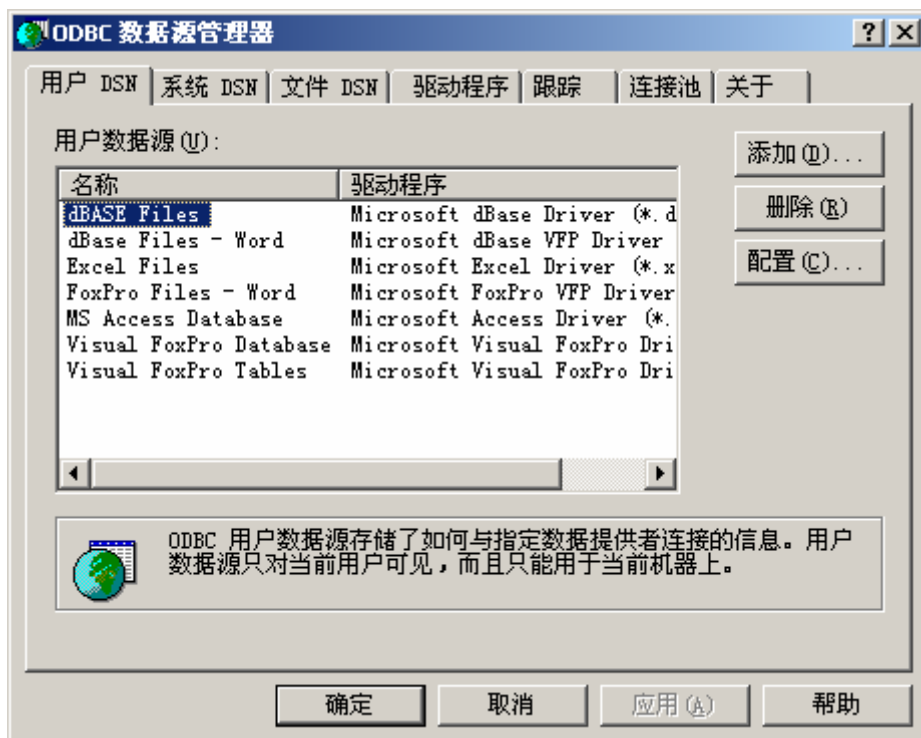 ODBC 数据源管理器
用户 DSN 系统 DSN 文件 DSN 驱动程序 跟踪 连接池 关于
用户数据源(U):
名称 驱动程序
dBASE Files Microsoft dBase Driver (*.d
dBase Files - Word Microsoft dBase VFP Driver
Excel Files Microsoft Excel Driver (*.x
FoxPro Files - Word Microsoft FoxPro VFP Driver
MS Access Database Microsoft Access Driver (*.
Visual FoxPro Database Microsoft Visual FoxPro Dri
Visual FoxPro Tables Microsoft Visual FoxPro Dri
添加(D)...
删除(R)
配置(C)...
ODBC 用户数据源存储了如何与指定数据提供者连接的信息。用户
数据源只对当前用户可见,而且只能用于当前机器上。
确定 取消 应用(A) 帮助